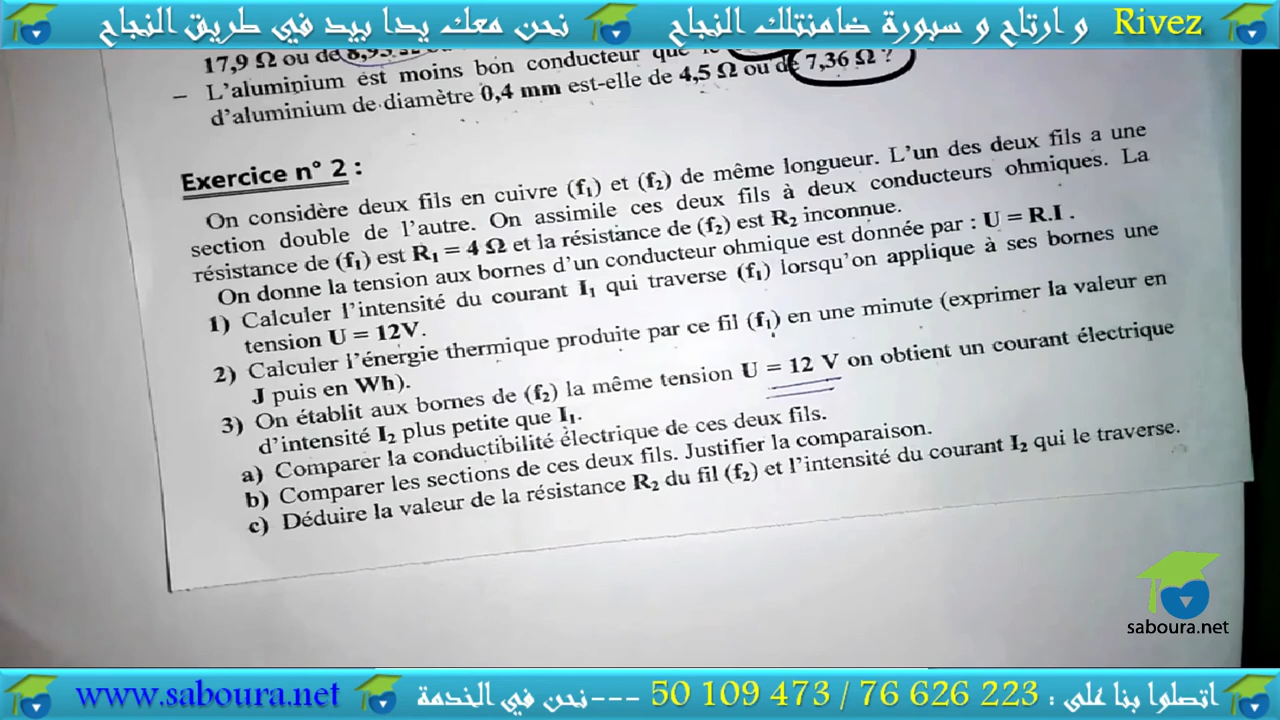 Rivez و ارتاح و سبورة ضامنتلك النجاح نحن معك يدا بيد في طريق النجاح
17,9 Ω ou de 8,95 Ω
– L'aluminium est moins bon conducteur que le
d'aluminium de diamètre 0,4 mm est-elle de 4,5 Ω ou de 7,36 Ω ?
Exercice n° 2 :
On considère deux fils en cuivre (f₁) et (f₂) de même longueur. L'un des deux fils a une
section double de l'autre. On assimile ces deux fils à deux conducteurs ohmiques. La
résistance de (f₁) est R₁ = 4 Ω et la résistance de (f₂) est R₂ inconnue.
On donne la tension aux bornes d'un conducteur ohmique est donnée par : U = R.I .
1) Calculer l'intensité du courant I₁ qui traverse (f₁) lorsqu'on applique à ses bornes une
tension U = 12V.
2) Calculer l'énergie thermique produite par ce fil (f₁) en une minute (exprimer la valeur en
J puis en Wh).
3) On établit aux bornes de (f₂) la même tension U = 12 V on obtient un courant électrique
d'intensité I₂ plus petite que I₁.
a) Comparer la conductibilité électrique de ces deux fils.
b) Comparer les sections de ces deux fils. Justifier la comparaison.
c) Déduire la valeur de la résistance R₂ du fil (f₂) et l'intensité du courant I₂ qui le traverse.
saboura.net
اتصلوا بنا على : 50 109 473 / 76 626 223 ---نحن في الخدمة www.saboura.net